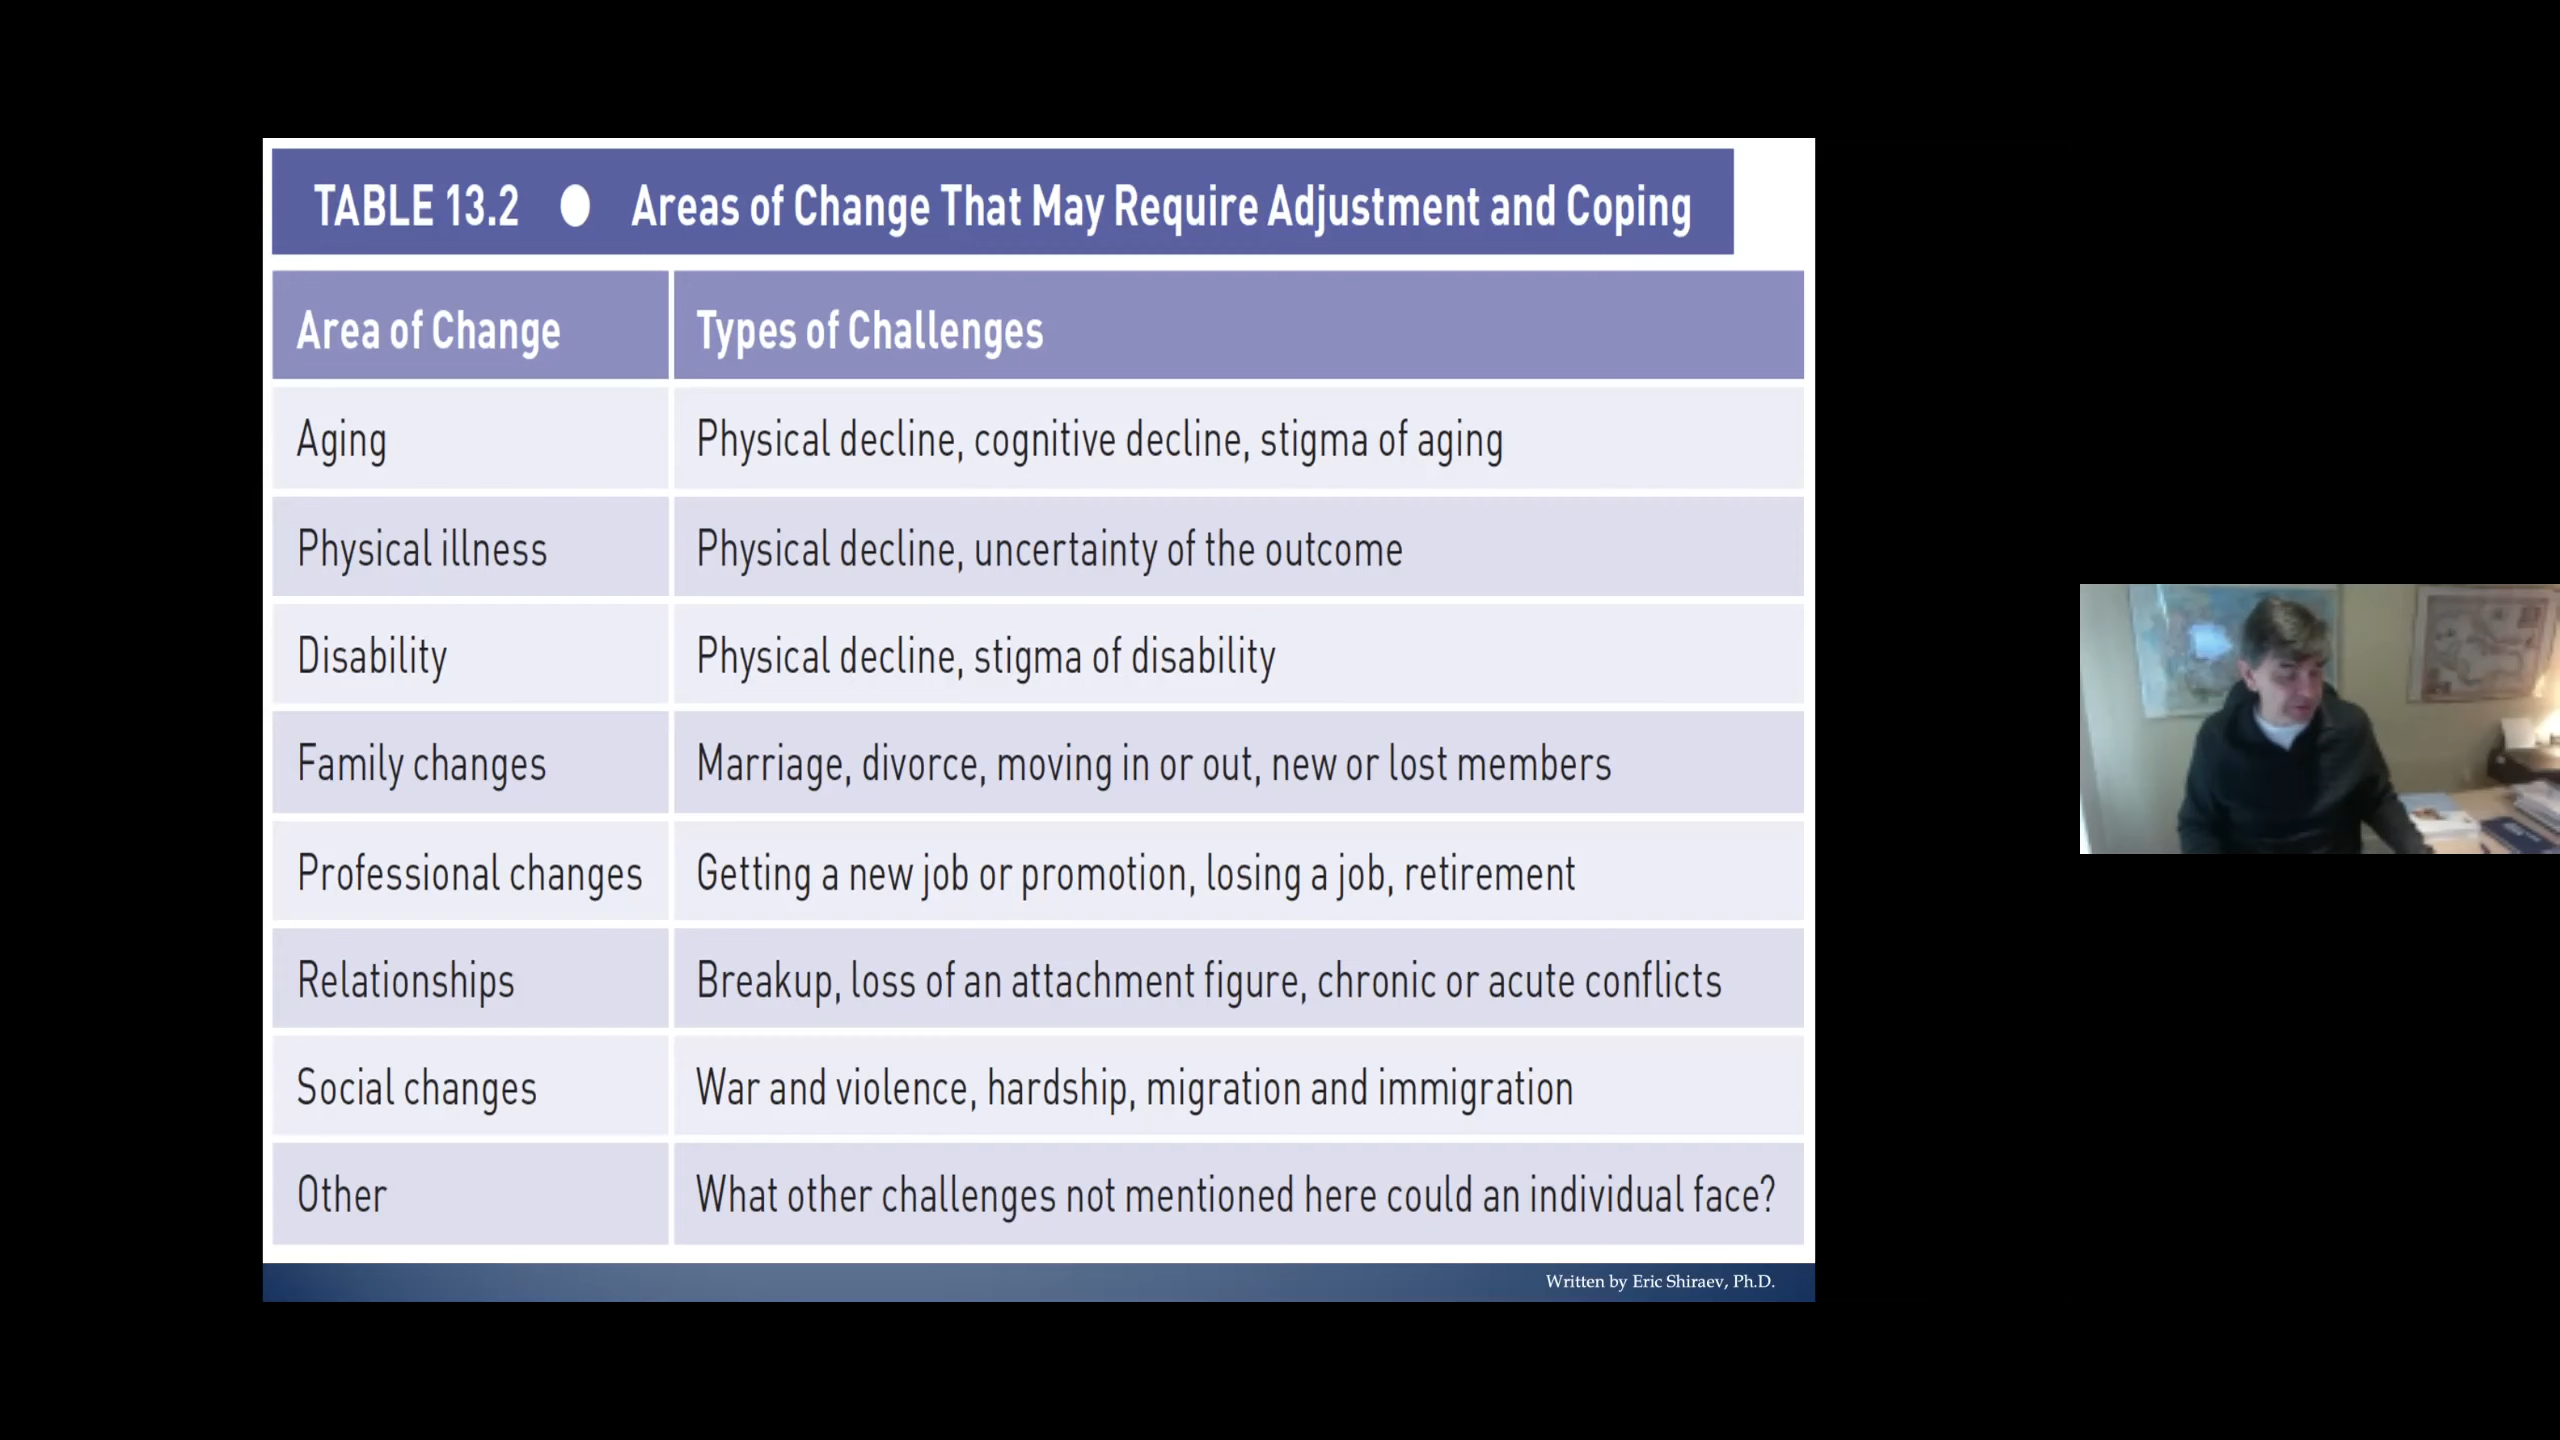 TABLE 13.2 ● Areas of Change That May Require Adjustment and Coping
Area of Change Types of Challenges
Aging Physical decline, cognitive decline, stigma of aging
Physical illness Physical decline, uncertainty of the outcome
Disability Physical decline, stigma of disability
Family changes Marriage, divorce, moving in or out, new or lost members
Professional changes Getting a new job or promotion, losing a job, retirement
Relationships Breakup, loss of an attachment figure, chronic or acute conflicts
Social changes War and violence, hardship, migration and immigration
Other What other challenges not mentioned here could an individual face?
Written by Eric Shiraev, Ph.D.